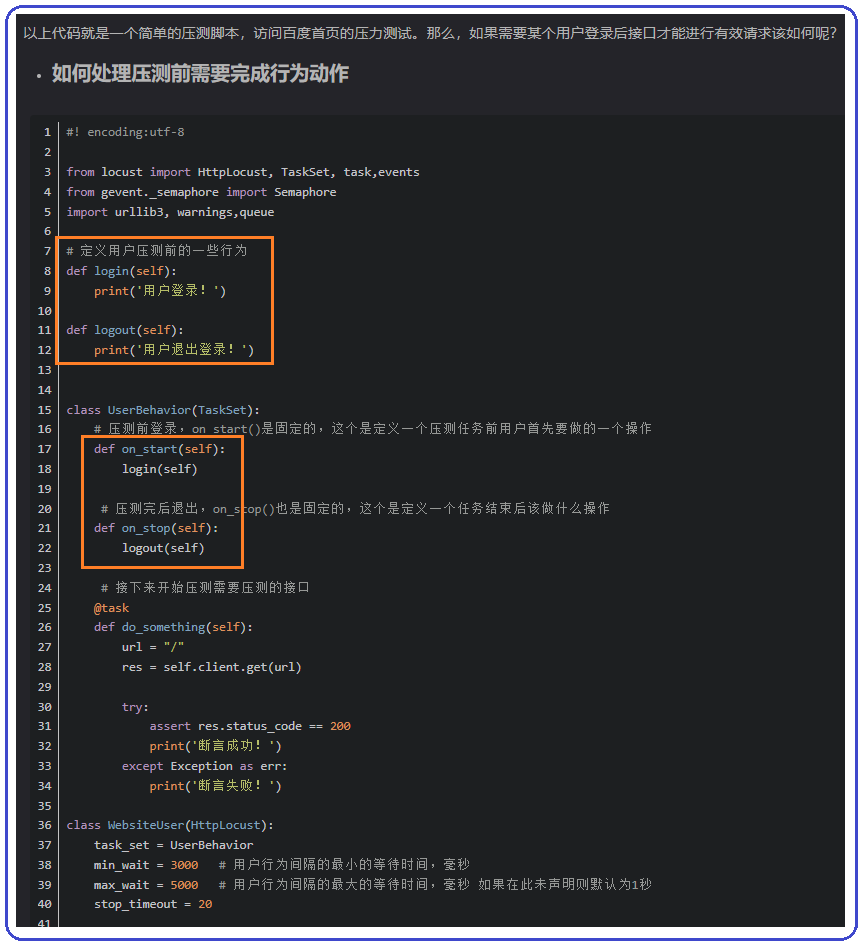 以上代码就是一个简单的压测脚本，访问百度首页的压力测试。那么，如果需要某个用户登录后接口才能进行有效请求该如何呢？
• 如何处理压测前需要完成行为动作
1 #! encoding:utf-8
2
3 from locust import HttpLocust, TaskSet, task,events
4 from gevent._semaphore import Semaphore
5 import urllib3, warnings,queue
6
7 # 定义用户压测前的一些行为
8 def login(self):
9     print('用户登录！')
10
11 def logout(self):
12     print('用户退出登录！')
13
14
15 class UserBehavior(TaskSet):
16     # 压测前登录，on_start()是固定的，这个是定义一个压测任务前用户首先要做的一个操作
17     def on_start(self):
18         login(self)
19
20      # 压测完后退出，on_stop()也是固定的，这个是定义一个任务结束后该做什么操作
21     def on_stop(self):
22         logout(self)
23
24      # 接下来开始压测需要压测的接口
25     @task
26     def do_something(self):
27         url = "/"
28         res = self.client.get(url)
29
30         try:
31             assert res.status_code == 200
32             print('断言成功！')
33         except Exception as err:
34             print('断言失败！')
35
36 class WebsiteUser(HttpLocust):
37     task_set = UserBehavior
38     min_wait = 3000   # 用户行为间隔的最小的等待时间，毫秒
39     max_wait = 5000   # 用户行为间隔的最大的等待时间，毫秒 如果在此未声明则默认为1秒
40     stop_timeout = 20
41